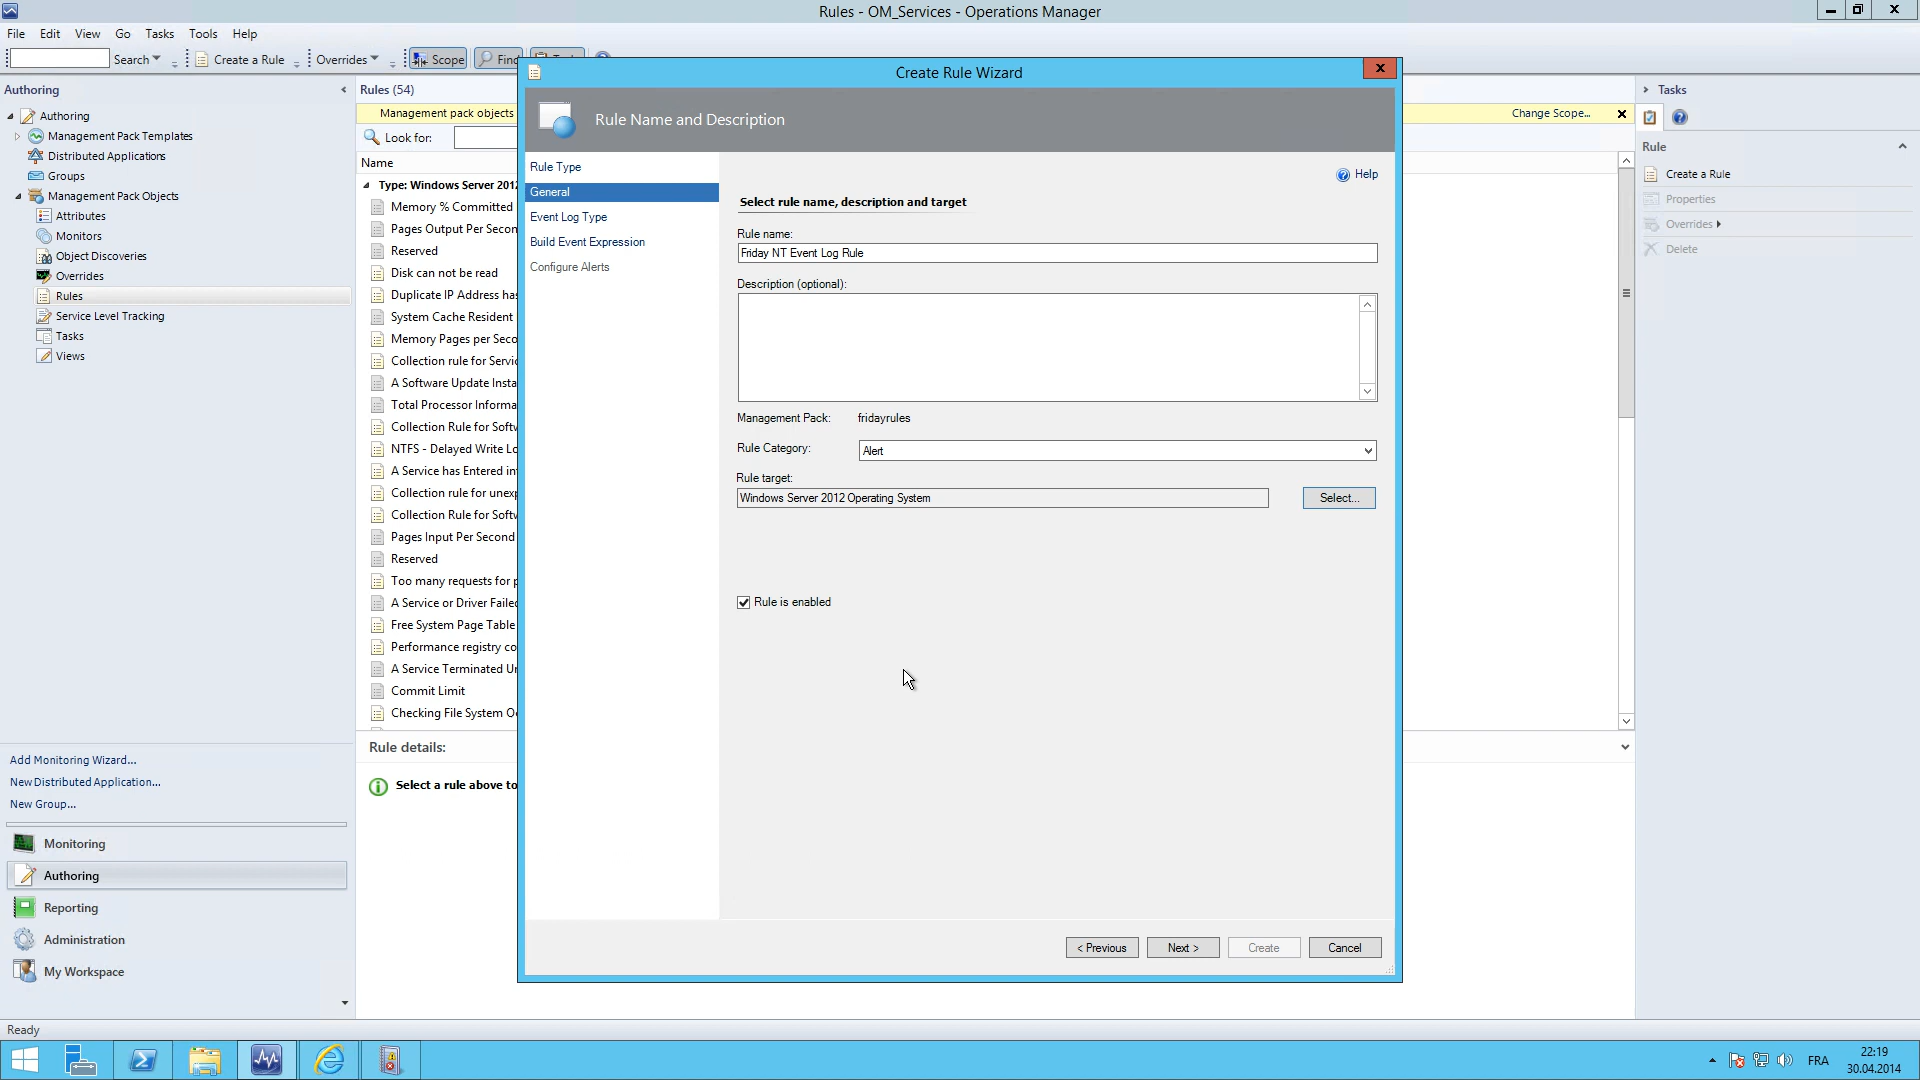 Rules - OM_Services - Operations Manager
File Edit View Go Tasks Tools Help
Search Create a Rule Overrides Scope Find
Authoring
Authoring
Management Pack Templates
Distributed Applications
Groups
Management Pack Objects
Attributes
Monitors
Object Discoveries
Overrides
Rules
Service Level Tracking
Tasks
Views
Add Monitoring Wizard...
New Distributed Application...
New Group...
Monitoring
Authoring
Reporting
Administration
My Workspace
Ready
Rules (54)
Management pack objects
Change Scope...
Look for:
Name
Type: Windows Server 2012
Memory % Committed
Pages Output Per Secon
Reserved
Disk can not be read
Duplicate IP Address has
System Cache Resident
Memory Pages per Seco
Collection rule for Servic
A Software Update Insta
Total Processor Informa
Collection Rule for Softw
NTFS - Delayed Write Lo
A Service has Entered in
Collection rule for unexp
Collection Rule for Softw
Pages Input Per Second
Reserved
Too many requests for p
A Service or Driver Failed
Free System Page Table
Performance registry co
A Service Terminated Un
Commit Limit
Checking File System Oc
Rule details:
Select a rule above to
Create Rule Wizard
Rule Name and Description
Rule Type
General
Event Log Type
Build Event Expression
Configure Alerts
Help
Select rule name, description and target
Rule name:
Friday NT Event Log Rule
Description (optional):
Management Pack: fridayrules
Rule Category: Alert
Rule target:
Windows Server 2012 Operating System
Select...
Rule is enabled
< Previous Next > Create Cancel
Tasks
Rule
Create a Rule
Properties
Overrides
Delete
FRA
22:19
30.04.2014